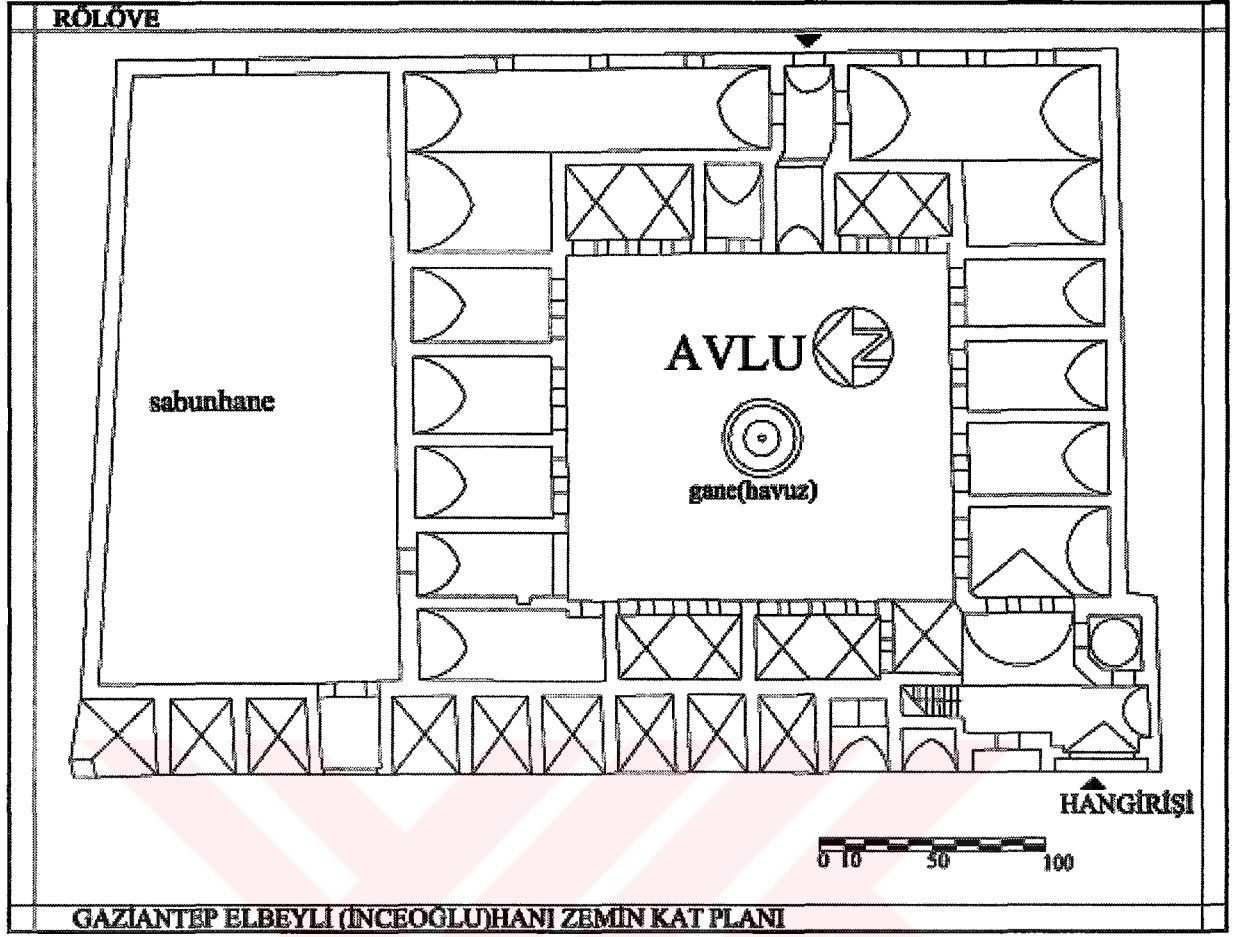 RÖLÖVE
AVLU
N
sabunhane
gane(havuz)
HANGİRİŞİ
0 10 50 100
GAZİANTEP ELBEYLİ (İNCEOĞLU)HANI ZEMİN KAT PLANI